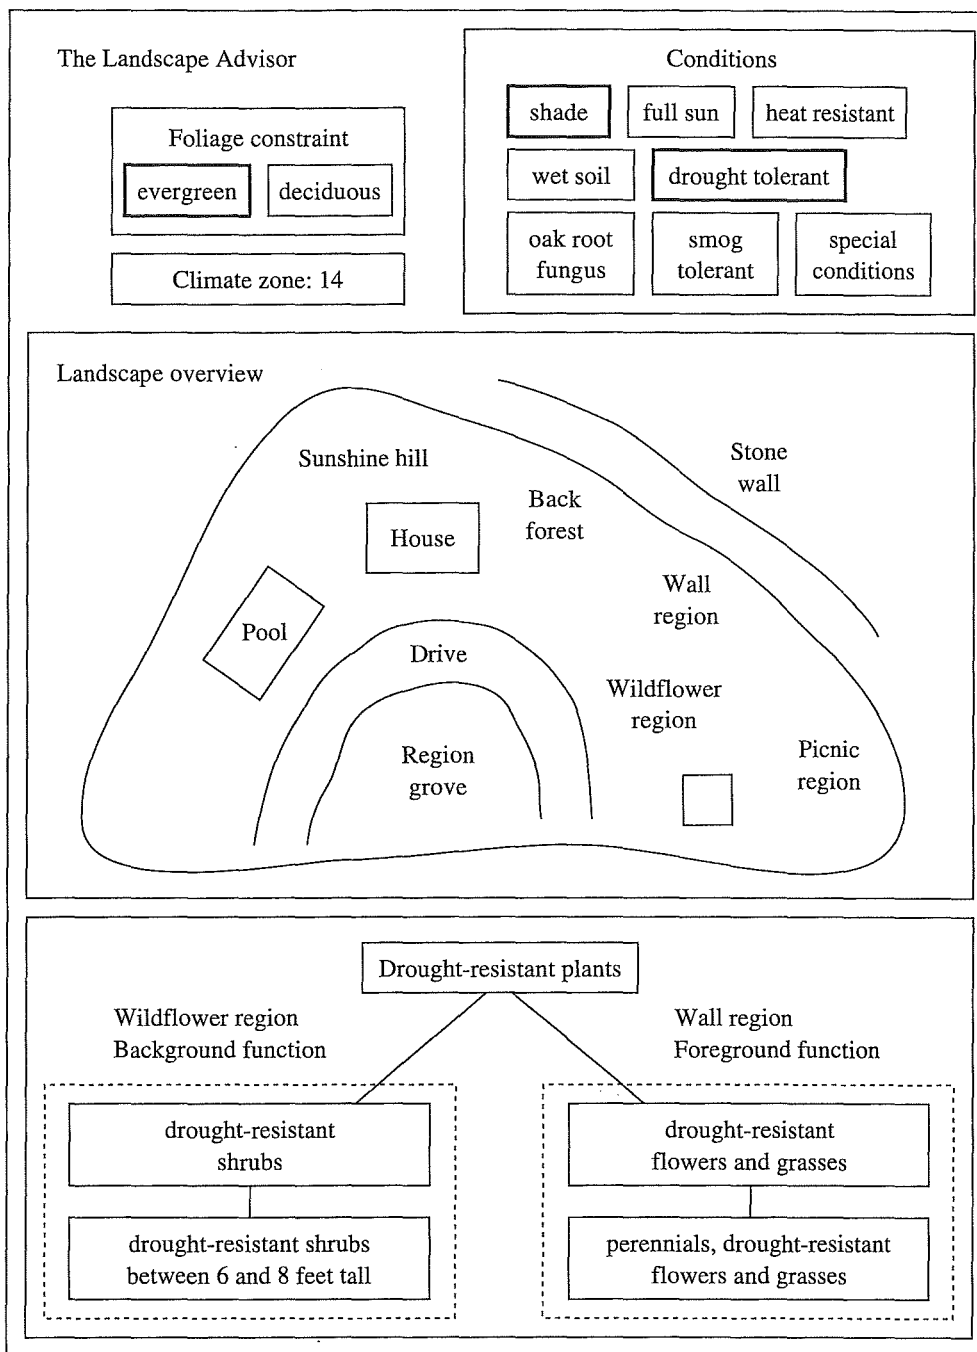 The Landscape Advisor
Foliage constraint
evergreen
deciduous
Climate zone: 14
Conditions
shade
full sun
heat resistant
wet soil
drought tolerant
oak root
fungus
smog
tolerant
special
conditions
Landscape overview
Sunshine hill
Stone
wall
Back
forest
House
Wall
region
Pool
Drive
Wildflower
region
Picnic
region
Region
grove
Drought-resistant plants
Wildflower region
Background function
Wall region
Foreground function
drought-resistant
shrubs
drought-resistant shrubs
between 6 and 8 feet tall
drought-resistant
flowers and grasses
perennials, drought-resistant
flowers and grasses